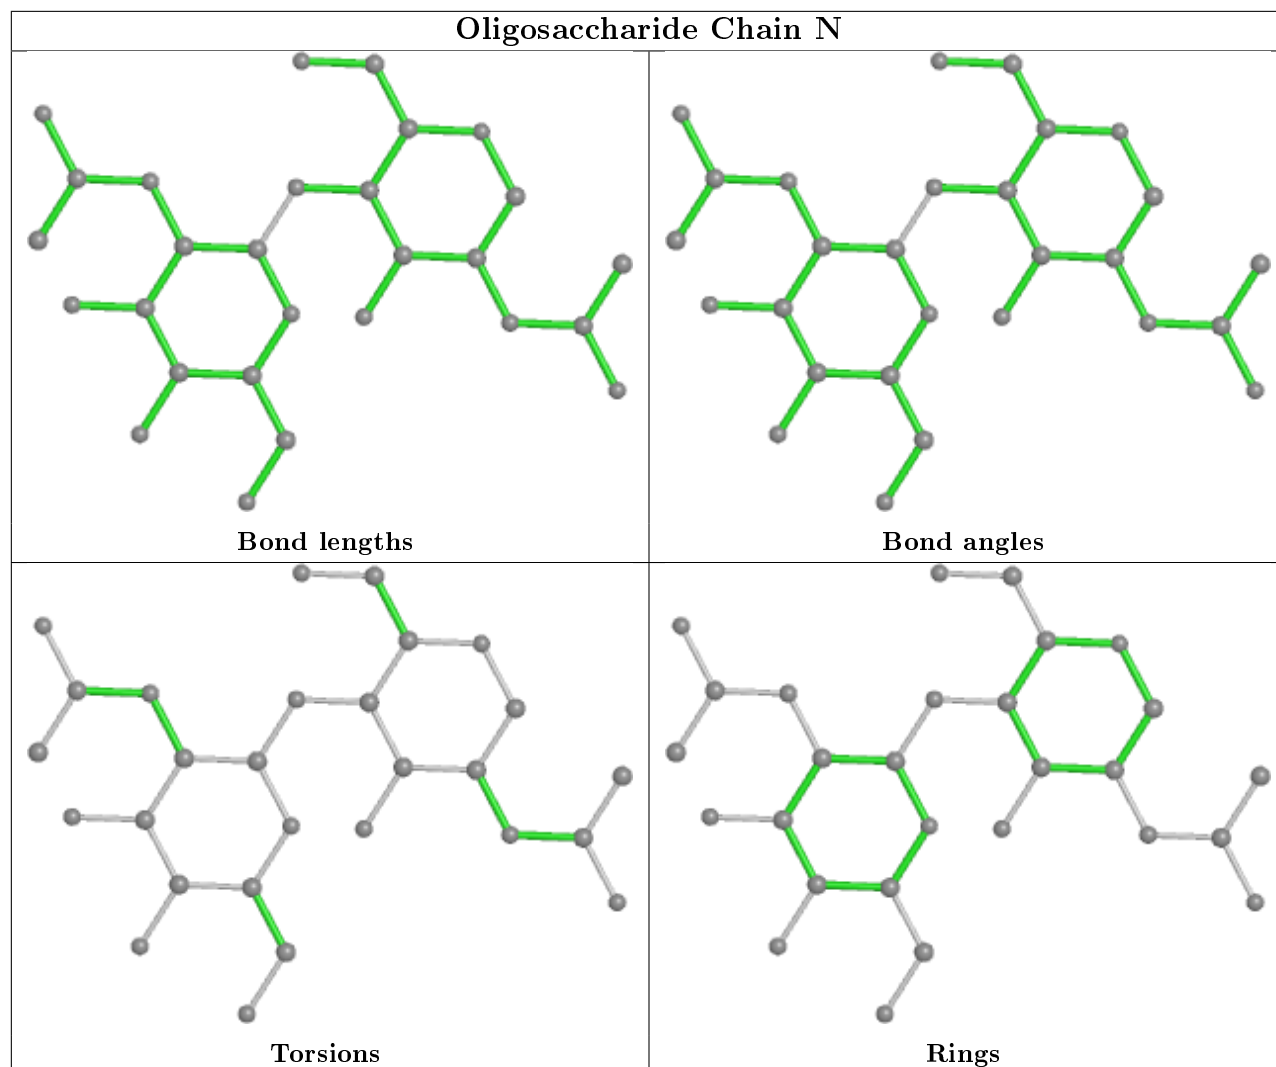 Oligosaccharide Chain N
Bond lengths
Bond angles
Torsions
Rings